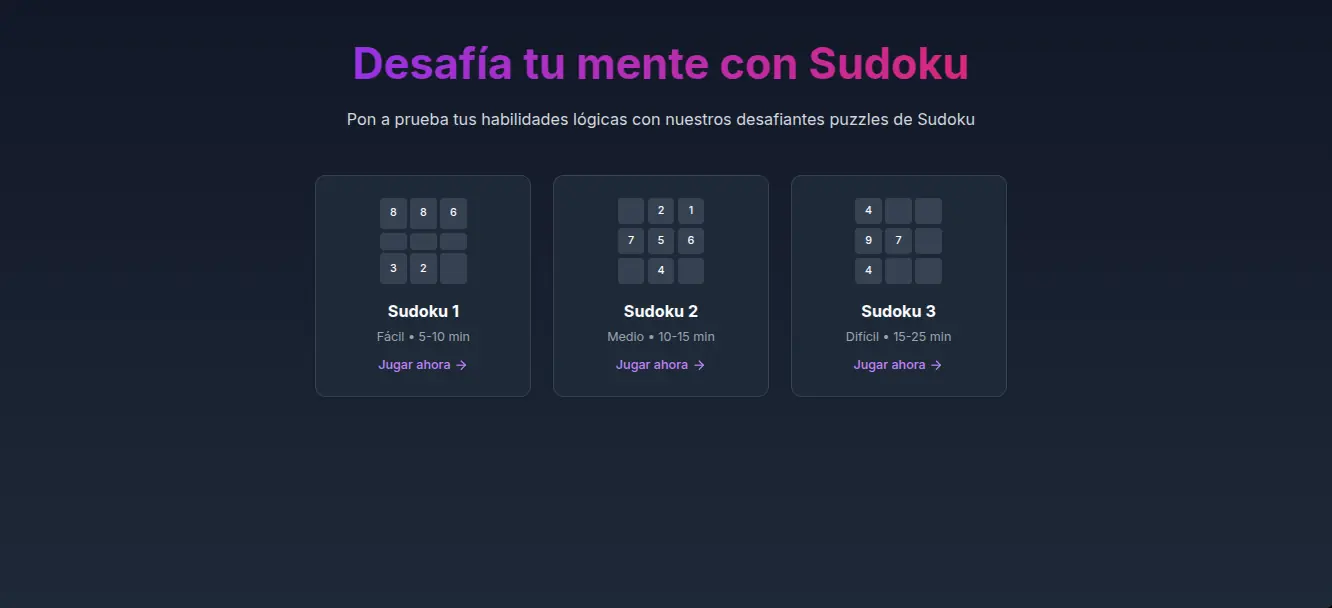 Desafía tu mente con Sudoku
Pon a prueba tus habilidades lógicas con nuestros desafiantes puzzles de Sudoku
8 8 6
3 2
Sudoku 1
Fácil • 5-10 min
Jugar ahora →
2 1
7 5 6
4
Sudoku 2
Medio • 10-15 min
Jugar ahora →
4
9 7
4
Sudoku 3
Difícil • 15-25 min
Jugar ahora →